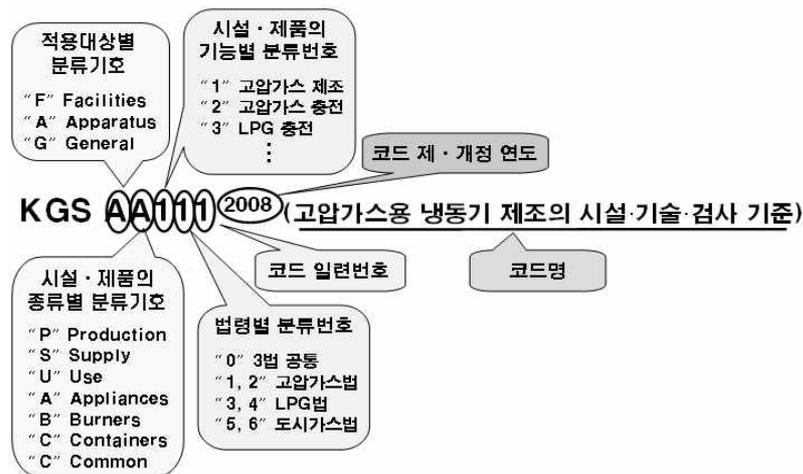 적용대상별
분류기호
“F” Facilities
“A” Apparatus
“G” General
시설・제품의
기능별 분류번호
“1” 고압가스 제조
“2” 고압가스 충전
“3” LPG 충전
⋮
코드 제・개정 연도
KGS AA111 2008 (고압가스용 냉동기 제조의 시설·기술·검사 기준)
시설・제품의
종류별 분류기호
“P” Production
“S” Supply
“U” Use
“A” Appliances
“B” Burners
“C” Containers
“C” Common
법령별 분류번호
“0” 3법 공통
“1, 2” 고압가스법
“3, 4” LPG법
“5, 6” 도시가스법
코드 일련번호
코드명